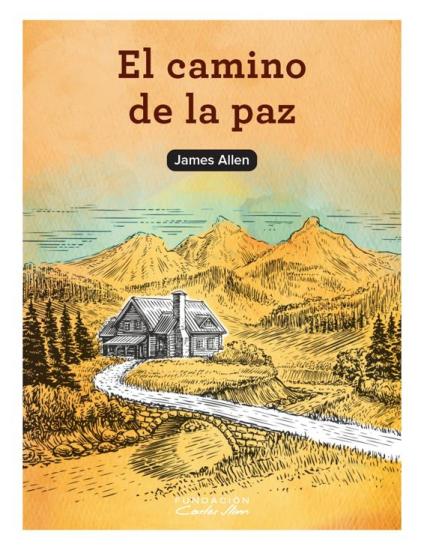 El camino
de la paz
James Allen
FUNDACIÓN
Carlos Slim